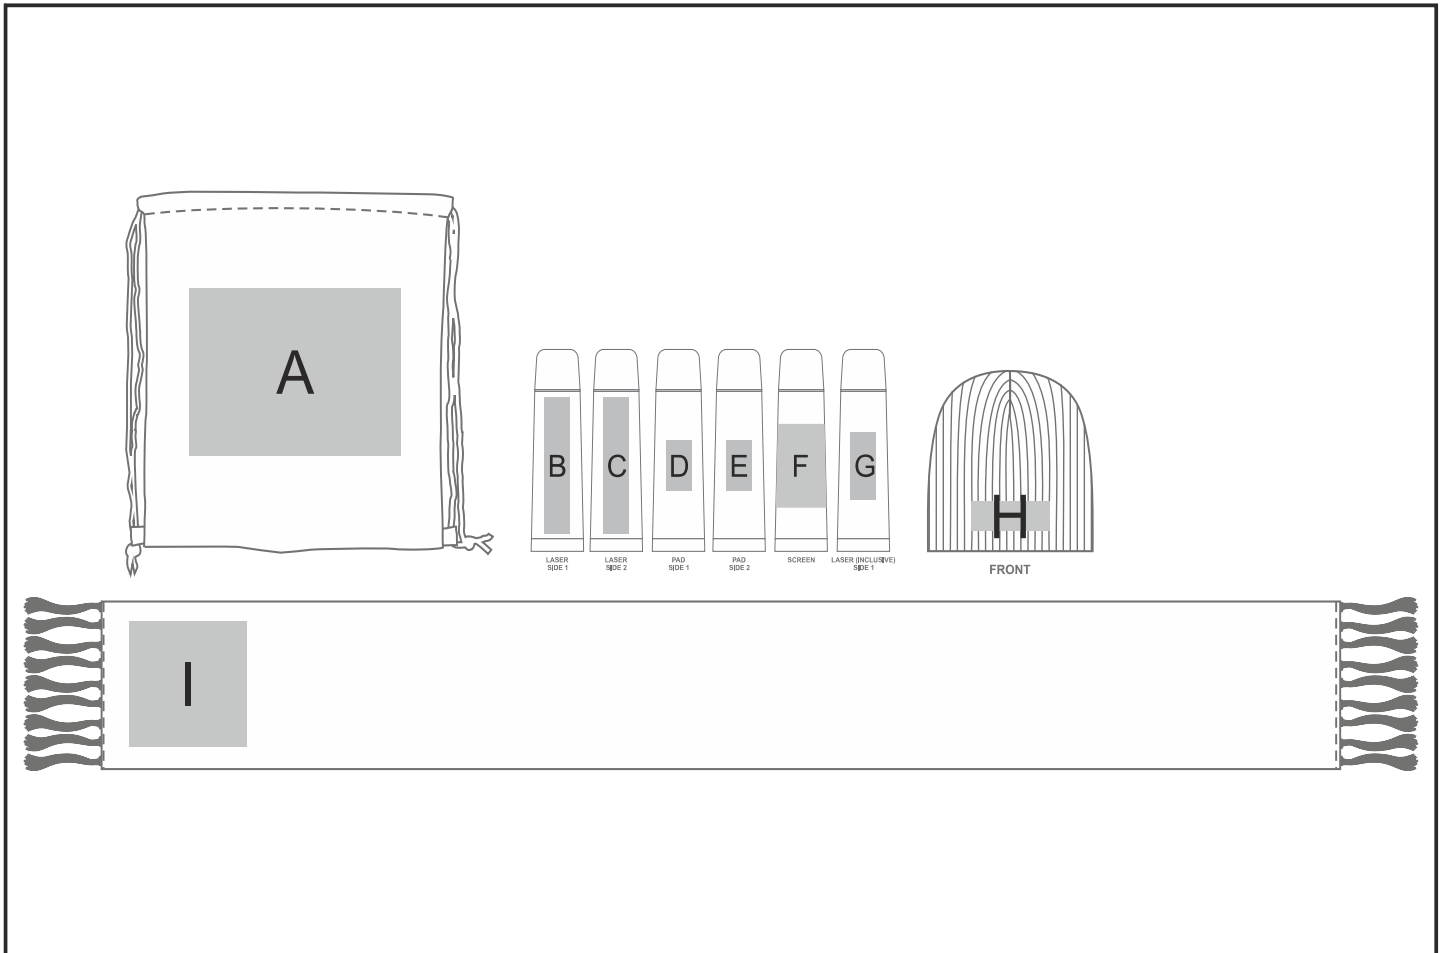 A
B
C
D
E
F
G
H
LASER
SIDE 1
LASER
SIDE 2
PAD
SIDE 1
PAD
SIDE 2
SCREEN
LASER (INCLUSIVE)
SIDE 1
FRONT
I